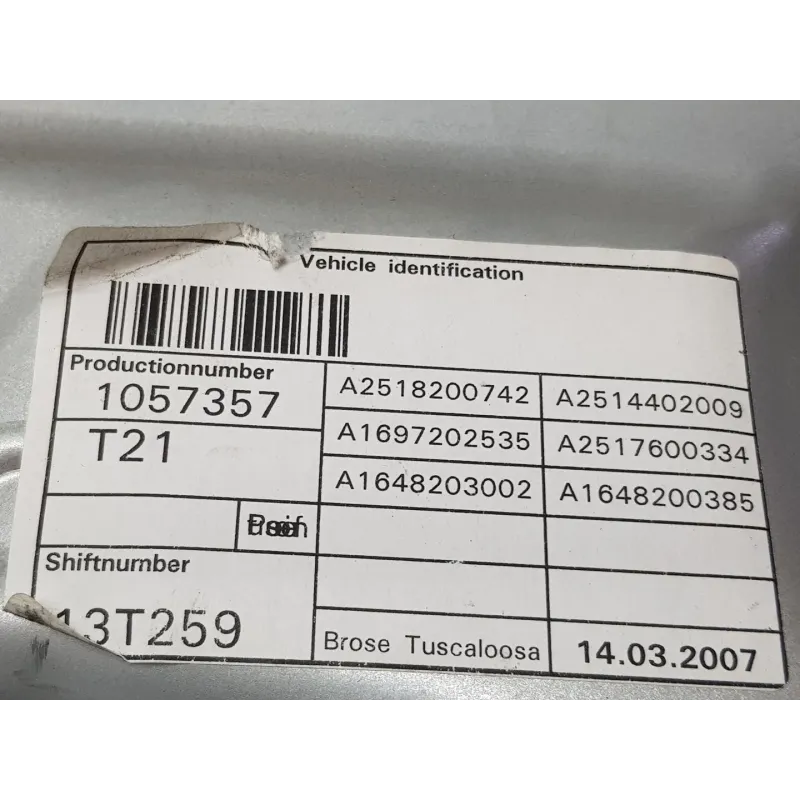 Vehicle identification
Productionnumber
1057357
A2518200742 A2514402009
T21
A1697202535 A2517600334
A1648203002 A1648200385
Shiftnumber
13T259
Brose Tuscaloosa 14.03.2007